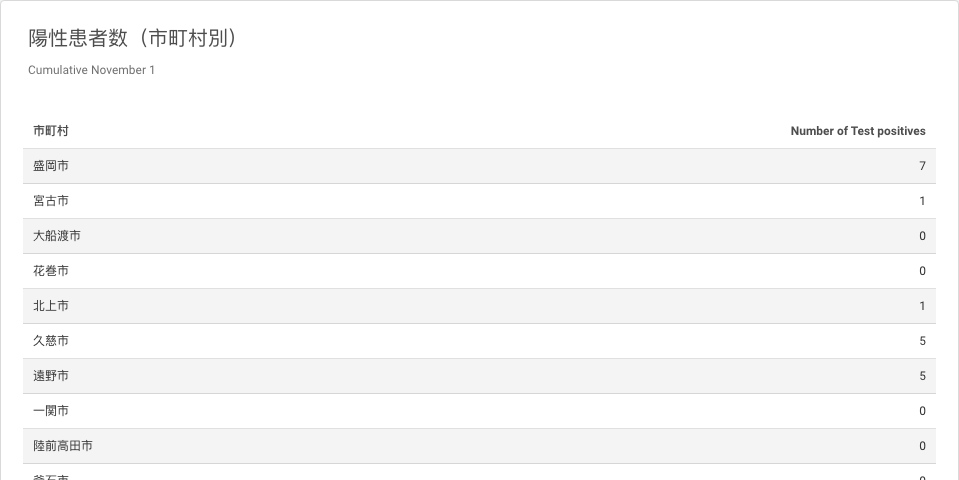 陽性患者数（市町村別）
Cumulative November 1
市町村 Number of Test positives
盛岡市 7
宮古市 1
大船渡市 0
花巻市 0
北上市 1
久慈市 5
遠野市 5
一関市 0
陸前高田市 0